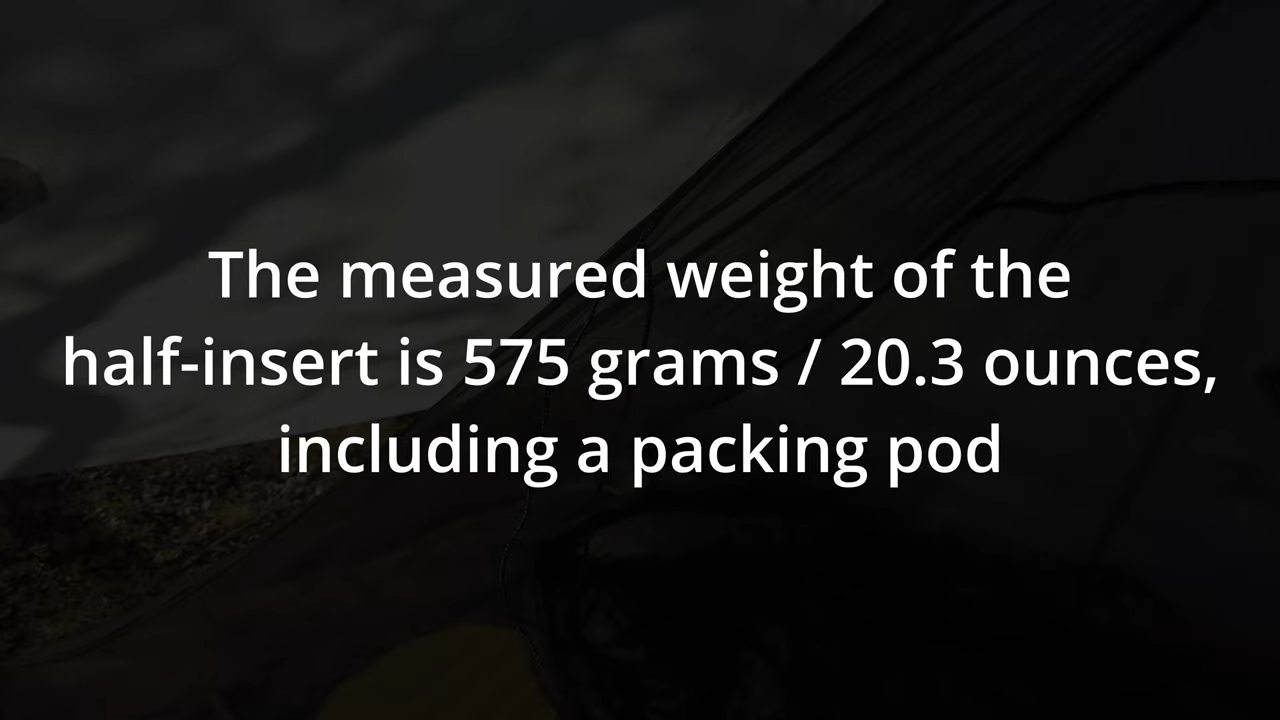 The measured weight of the
half-insert is 575 grams / 20.3 ounces,
including a packing pod